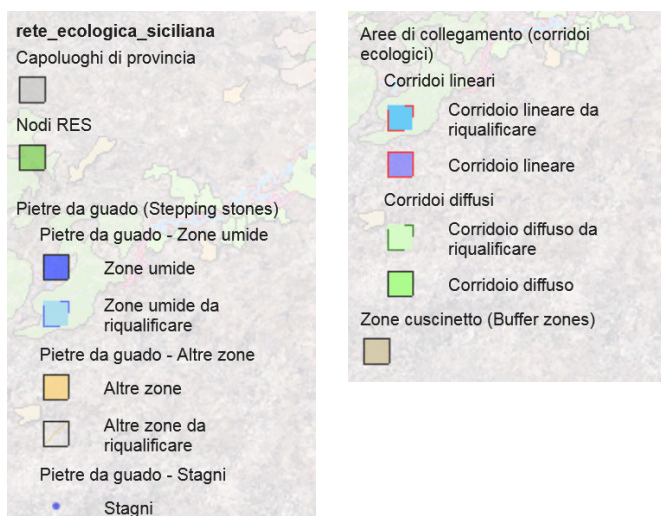 rete_ecologica_siciliana
Capoluoghi di provincia
Nodi RES
Pietre da guado (Stepping stones)
Pietre da guado - Zone umide
Zone umide
Zone umide da
riqualificare
Pietre da guado - Altre zone
Altre zone
Altre zone da
riqualificare
Pietre da guado - Stagni
Stagni
Aree di collegamento (corridoi
ecologici)
Corridoi lineari
Corridoio lineare da
riqualificare
Corridoio lineare
Corridoi diffusi
Corridoio diffuso da
riqualificare
Corridoio diffuso
Zone cuscinetto (Buffer zones)